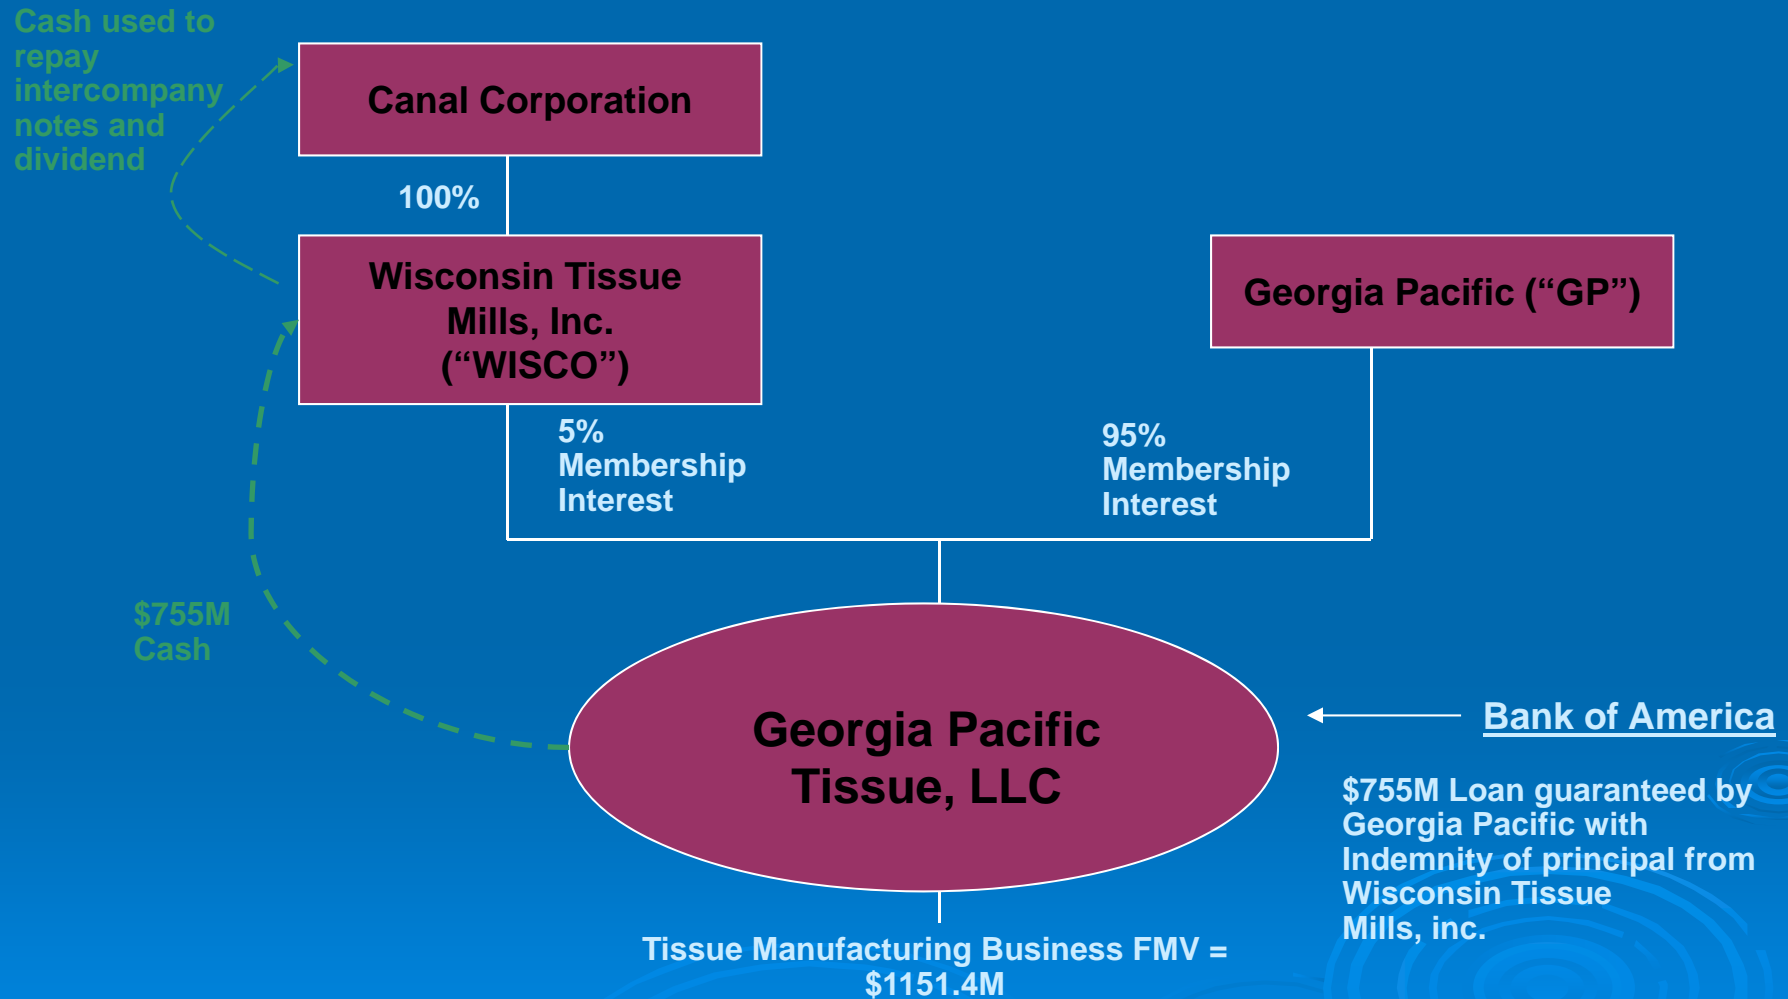 Cash used to
repay
intercompany
notes and
dividend
Canal Corporation
100%
Wisconsin Tissue
Mills, Inc.
(“WISCO”)
Georgia Pacific (“GP”)
5%
Membership
Interest
95%
Membership
Interest
$755M
Cash
Georgia Pacific
Tissue, LLC
Bank of America
$755M Loan guaranteed by
Georgia Pacific with
Indemnity of principal from
Wisconsin Tissue
Mills, inc.
Tissue Manufacturing Business FMV =
$1151.4M